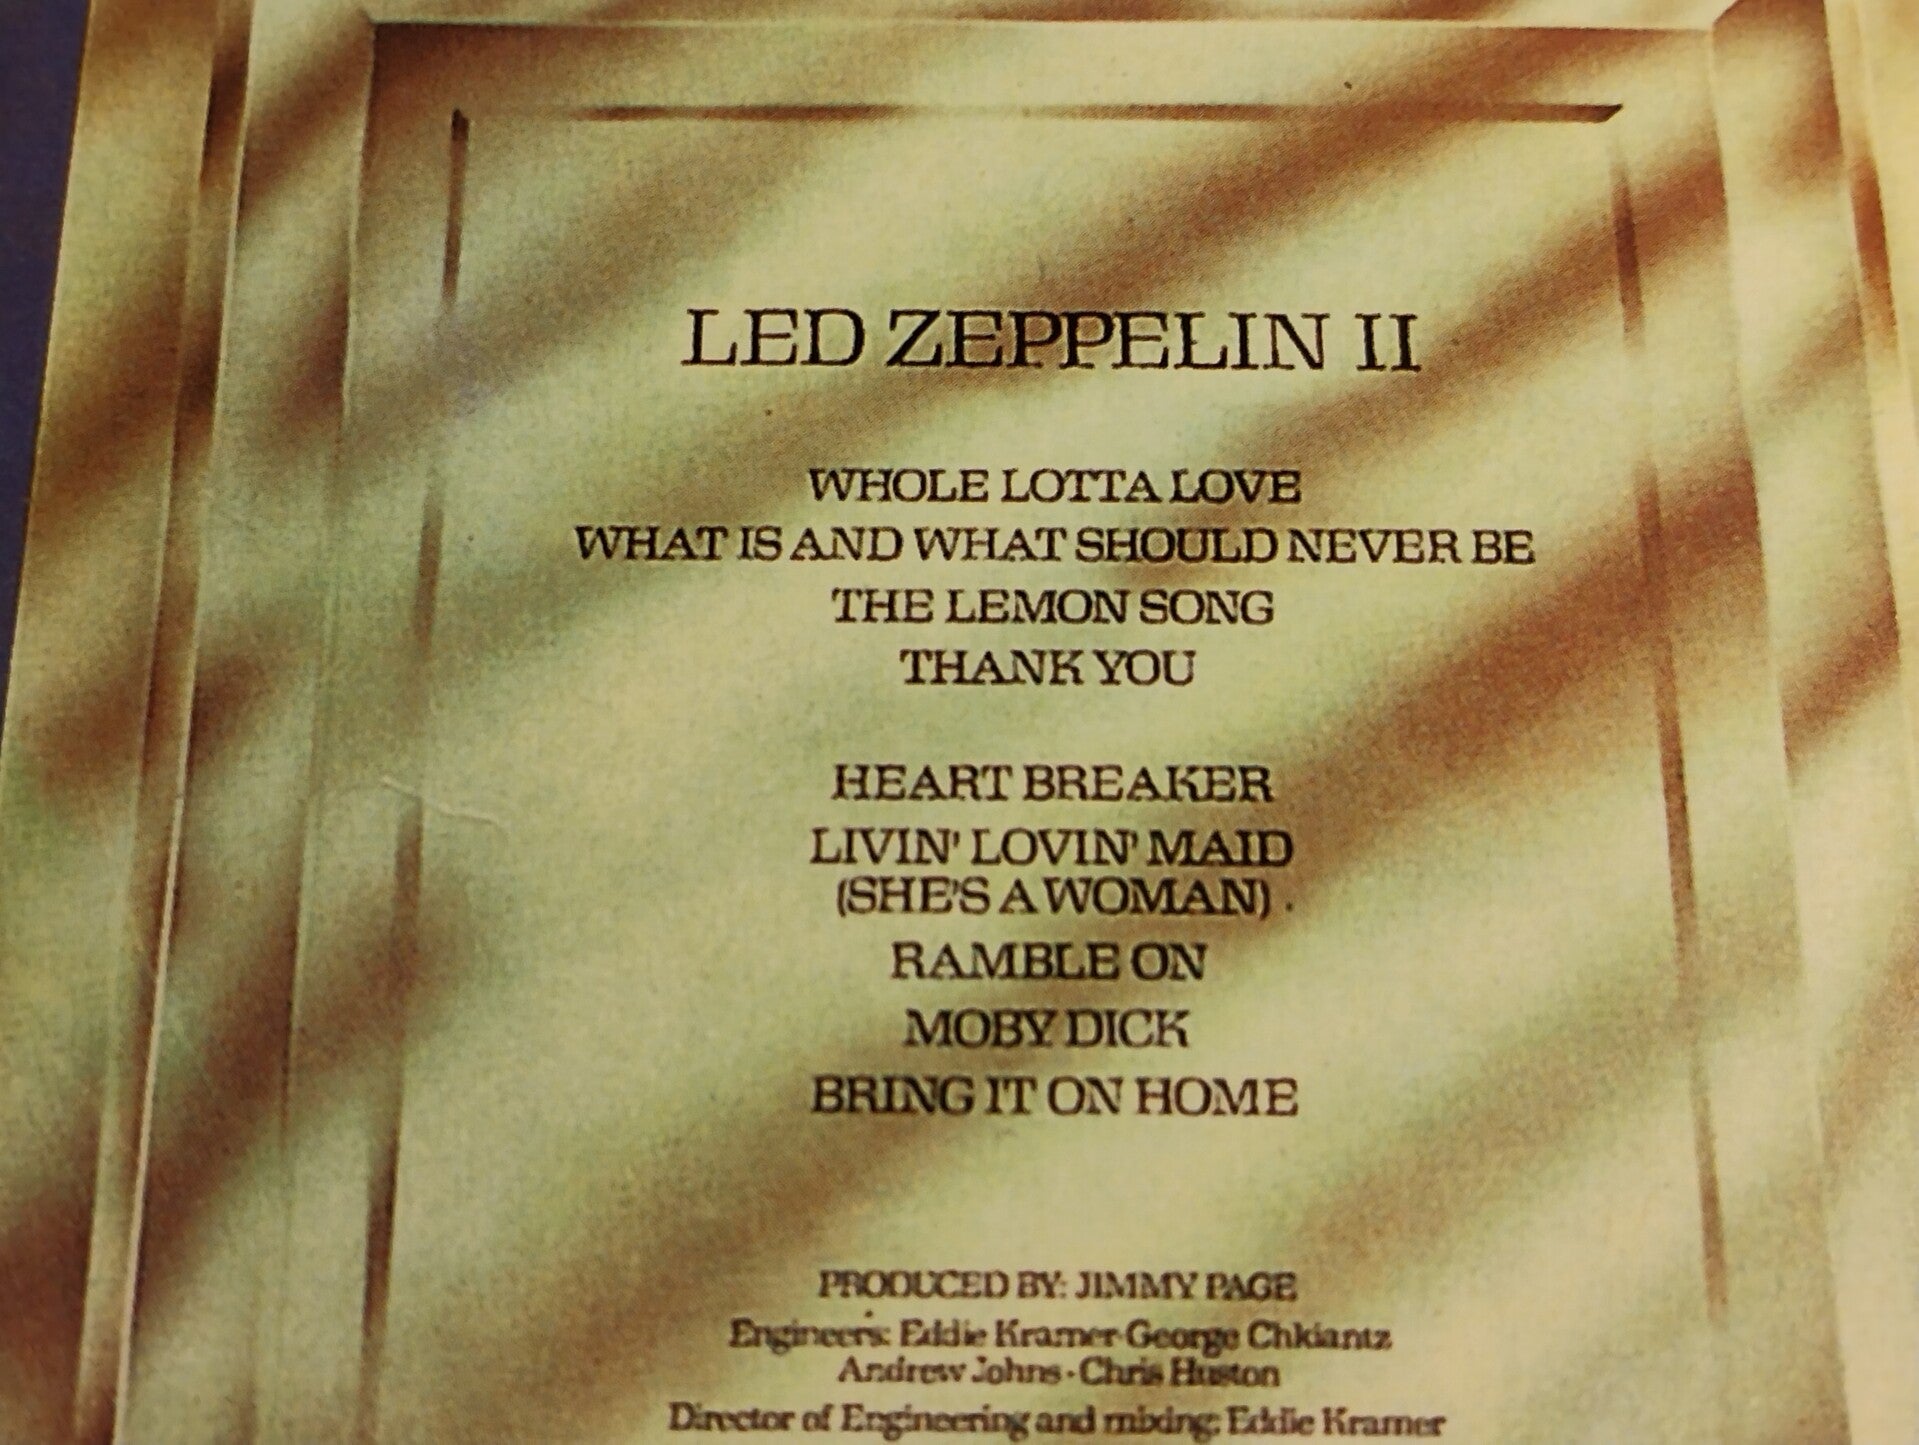 LED ZEPPELIN II
WHOLE LOTTA LOVE
WHAT IS AND WHAT SHOULD NEVER BE
THE LEMON SONG
THANK YOU
HEART BREAKER
LIVIN' LOVIN' MAID
(SHE'S A WOMAN)
RAMBLE ON
MOBY DICK
BRING IT ON HOME
PRODUCED BY: JIMMY PAGE
Engineers: Eddie Kramer·George Chkiantz
Andrew Johns·Chris Huston
Director of Engineering and mixing: Eddie Kramer